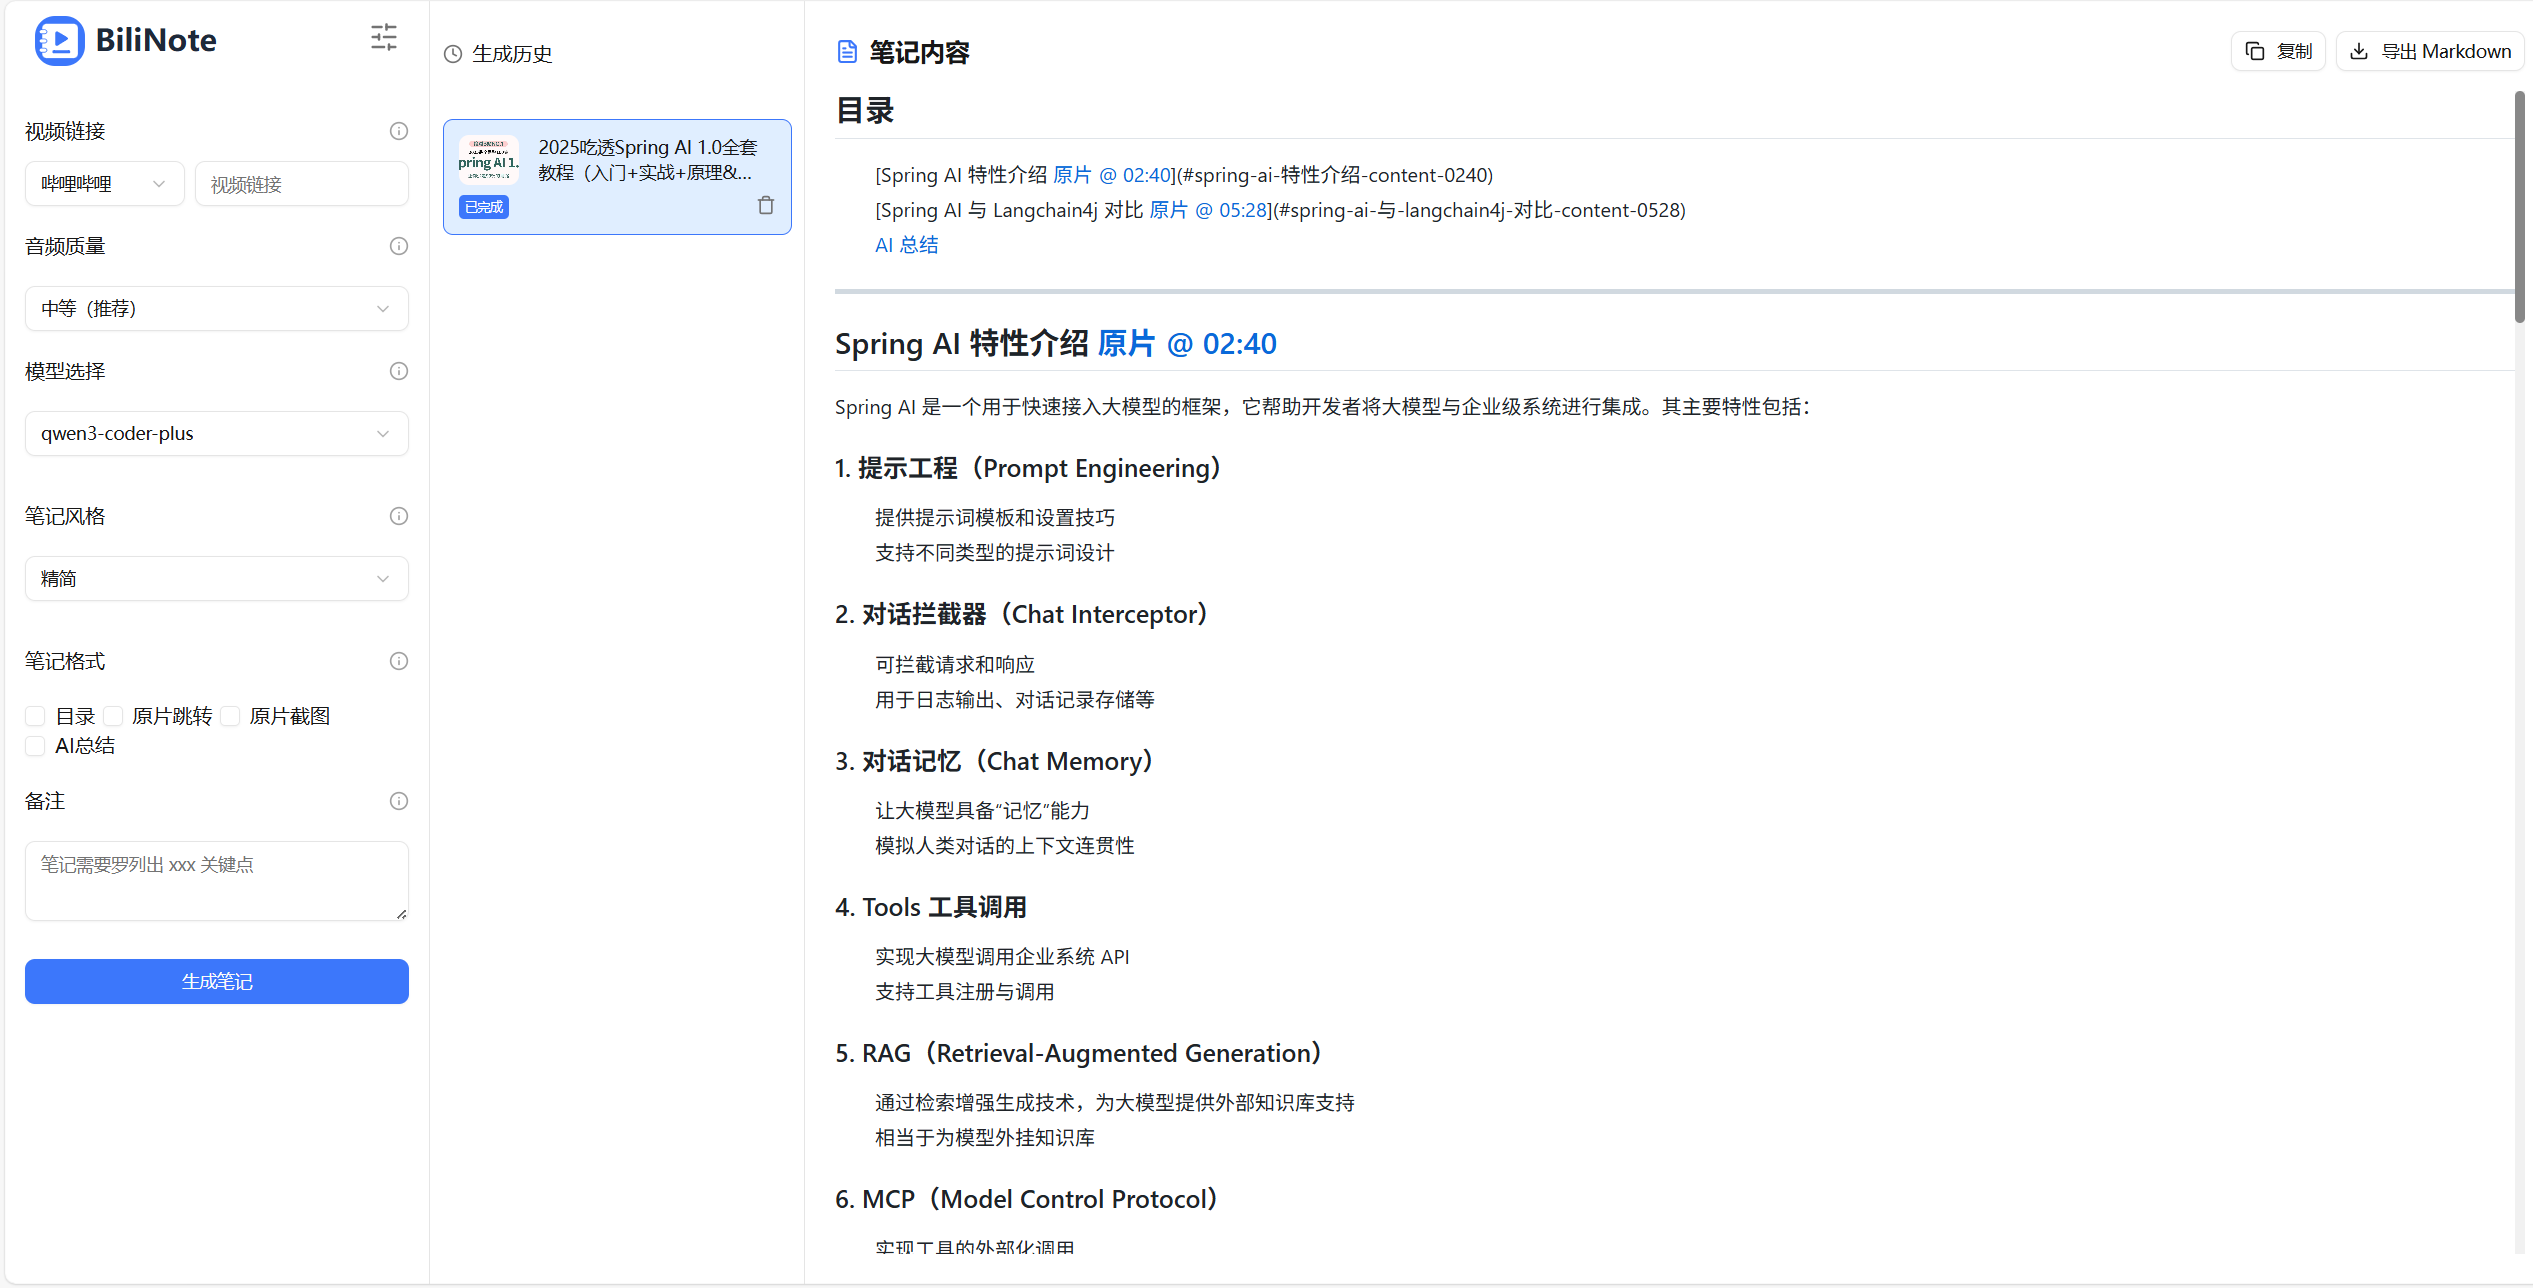 BiliNote
视频链接
哔哩哔哩
视频链接
音频质量
中等（推荐）
模型选择
qwen3-coder-plus
笔记风格
精简
笔记格式
目录 原片跳转 原片截图
AI总结
备注
笔记需要罗列出 xxx 关键点
生成笔记
生成历史
pring AI 1.
2025吃透Spring AI 1.0全套
教程（入门+实战+原理&...
已完成
笔记内容
复制
导出 Markdown
目录
[Spring AI 特性介绍 原片 @ 02:40](#spring-ai-特性介绍-content-0240)
[Spring AI 与 Langchain4j 对比 原片 @ 05:28](#spring-ai-与-langchain4j-对比-content-0528)
AI 总结
Spring AI 特性介绍 原片 @ 02:40
Spring AI 是一个用于快速接入大模型的框架，它帮助开发者将大模型与企业级系统进行集成。其主要特性包括：
1. 提示工程（Prompt Engineering）
提供提示词模板和设置技巧
支持不同类型的提示词设计
2. 对话拦截器（Chat Interceptor）
可拦截请求和响应
用于日志输出、对话记录存储等
3. 对话记忆（Chat Memory）
让大模型具备“记忆”能力
模拟人类对话的上下文连贯性
4. Tools 工具调用
实现大模型调用企业系统 API
支持工具注册与调用
5. RAG（Retrieval-Augmented Generation）
通过检索增强生成技术，为大模型提供外部知识库支持
相当于为模型外挂知识库
6. MCP（Model Control Protocol）
实现工具的外部化调用